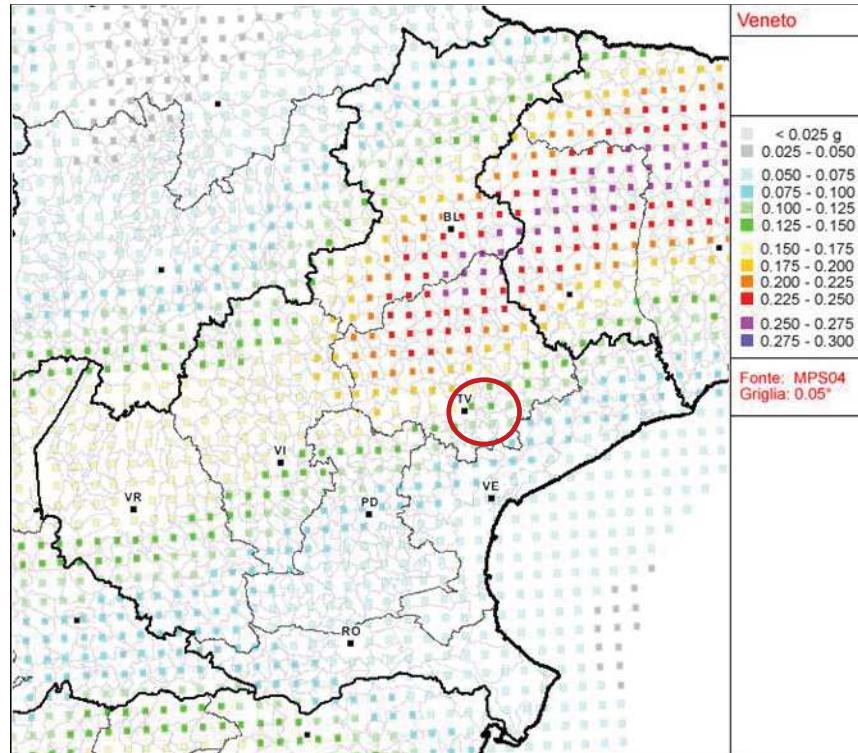 Veneto
< 0.025 g
0.025 - 0.050
0.050 - 0.075
0.075 - 0.100
0.100 - 0.125
0.125 - 0.150
0.150 - 0.175
0.175 - 0.200
0.200 - 0.225
0.225 - 0.250
0.250 - 0.275
0.275 - 0.300
Fonte: MPS04
Griglia: 0.05°
BL
TV
VI
VR
PD
VE
RO